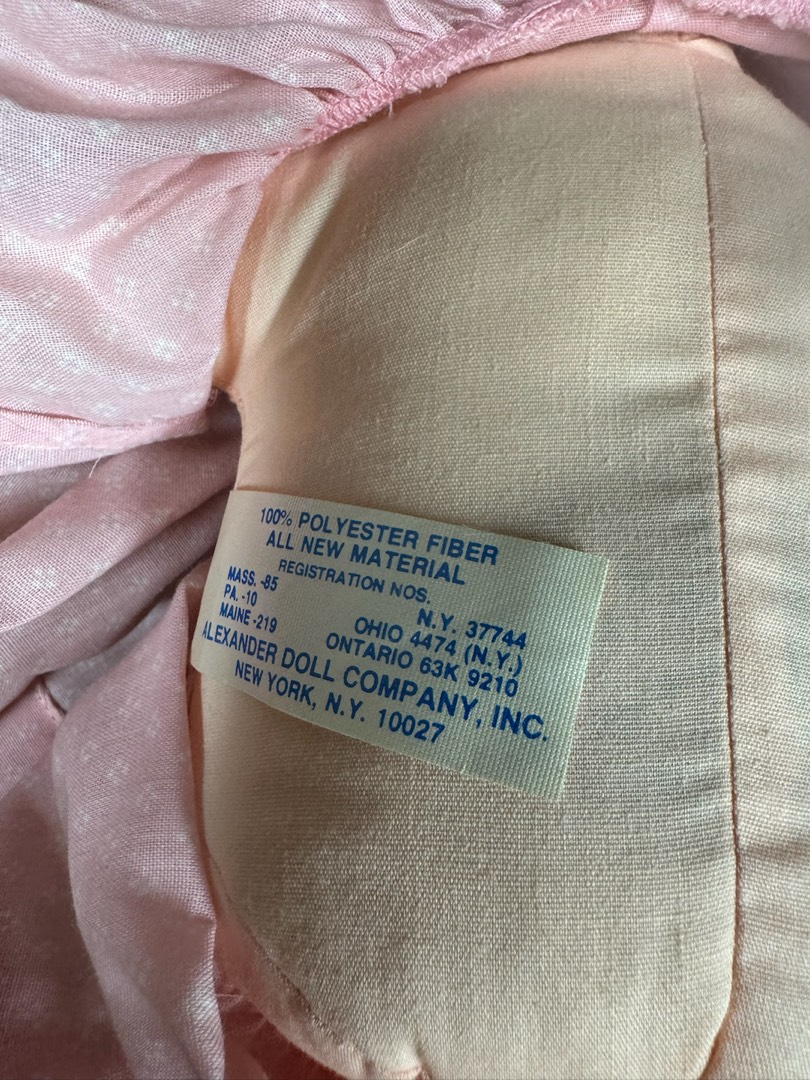 100% POLYESTER FIBER
ALL NEW MATERIAL
REGISTRATION NOS.
MASS. -85
PA. -10
MAINE -219
N.Y. 37744
OHIO 4474 (N.Y.)
ONTARIO 63K 9210
ALEXANDER DOLL COMPANY, INC.
NEW YORK, N.Y. 10027